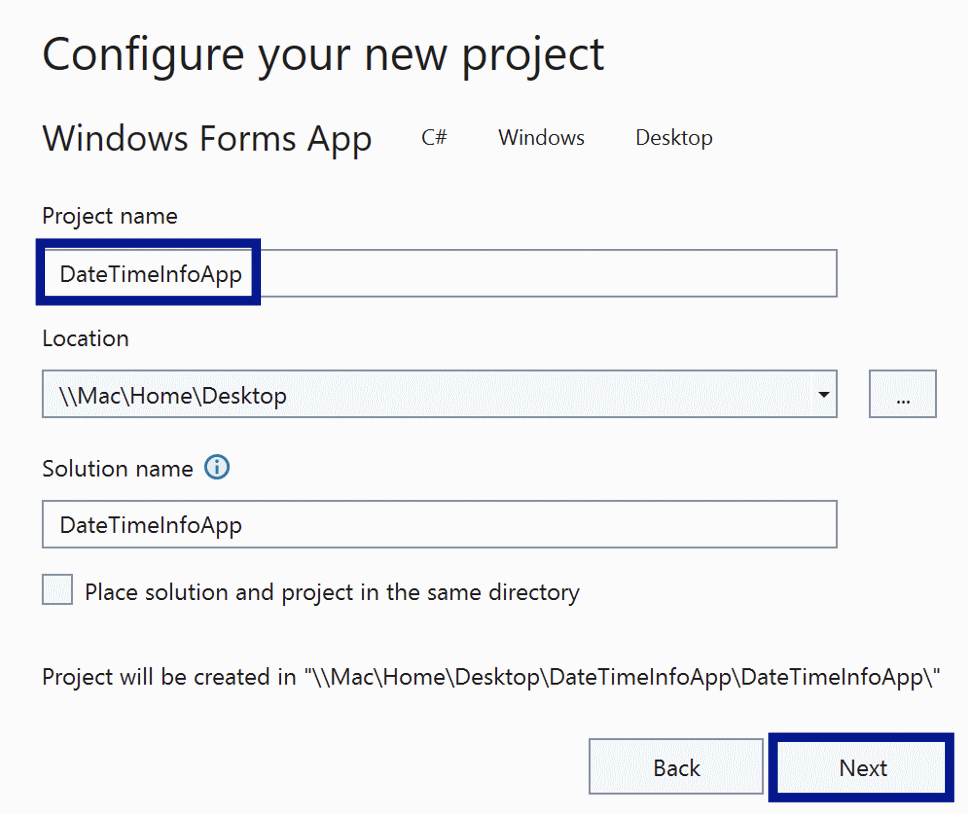 Configure your new project
Windows Forms App C# Windows Desktop
Project name
DateTimeInfoApp
Location
\\Mac\Home\Desktop
...
Solution name
DateTimeInfoApp
Place solution and project in the same directory
Project will be created in "\\Mac\Home\Desktop\DateTimeInfoApp\DateTimeInfoApp\"
Back Next